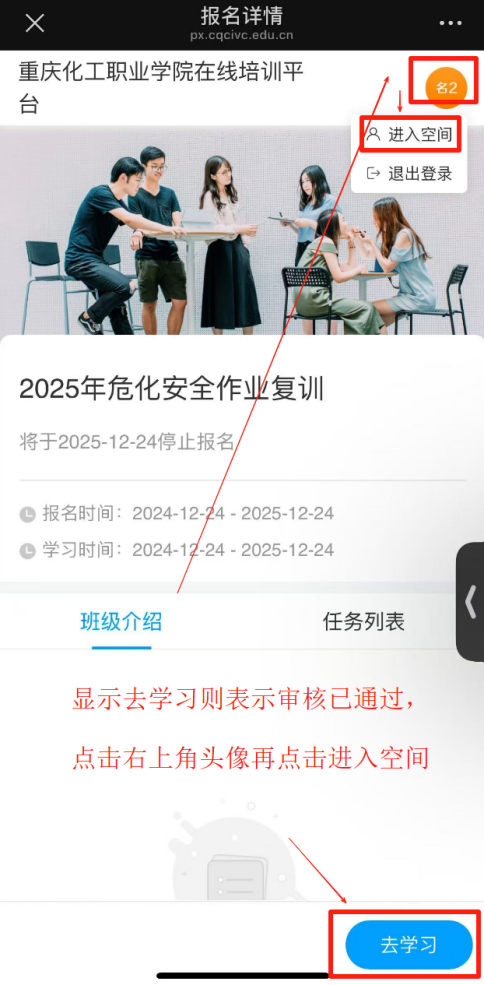 报名详情
px.cqcivc.edu.cn
重庆化工职业学院在线培训平
台
名2
进入空间
退出登录
2025年危化安全作业复训
将于2025-12-24停止报名
报名时间：2024-12-24 - 2025-12-24
学习时间：2024-12-24 - 2025-12-24
班级介绍
任务列表
显示去学习则表示审核已通过，
点击右上角头像再点击进入空间
去学习